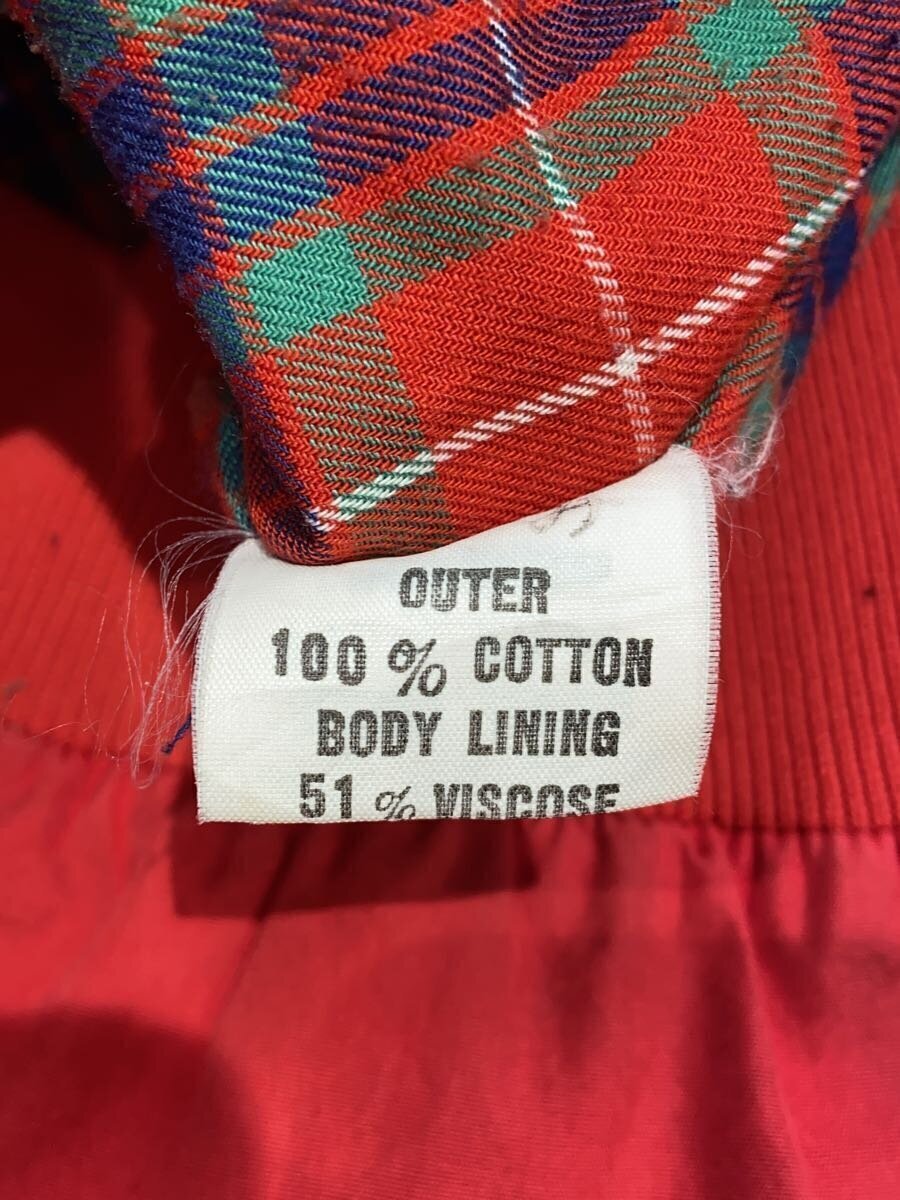 OUTER
100 % COTTON
BODY LINING
51 % VISCOSE